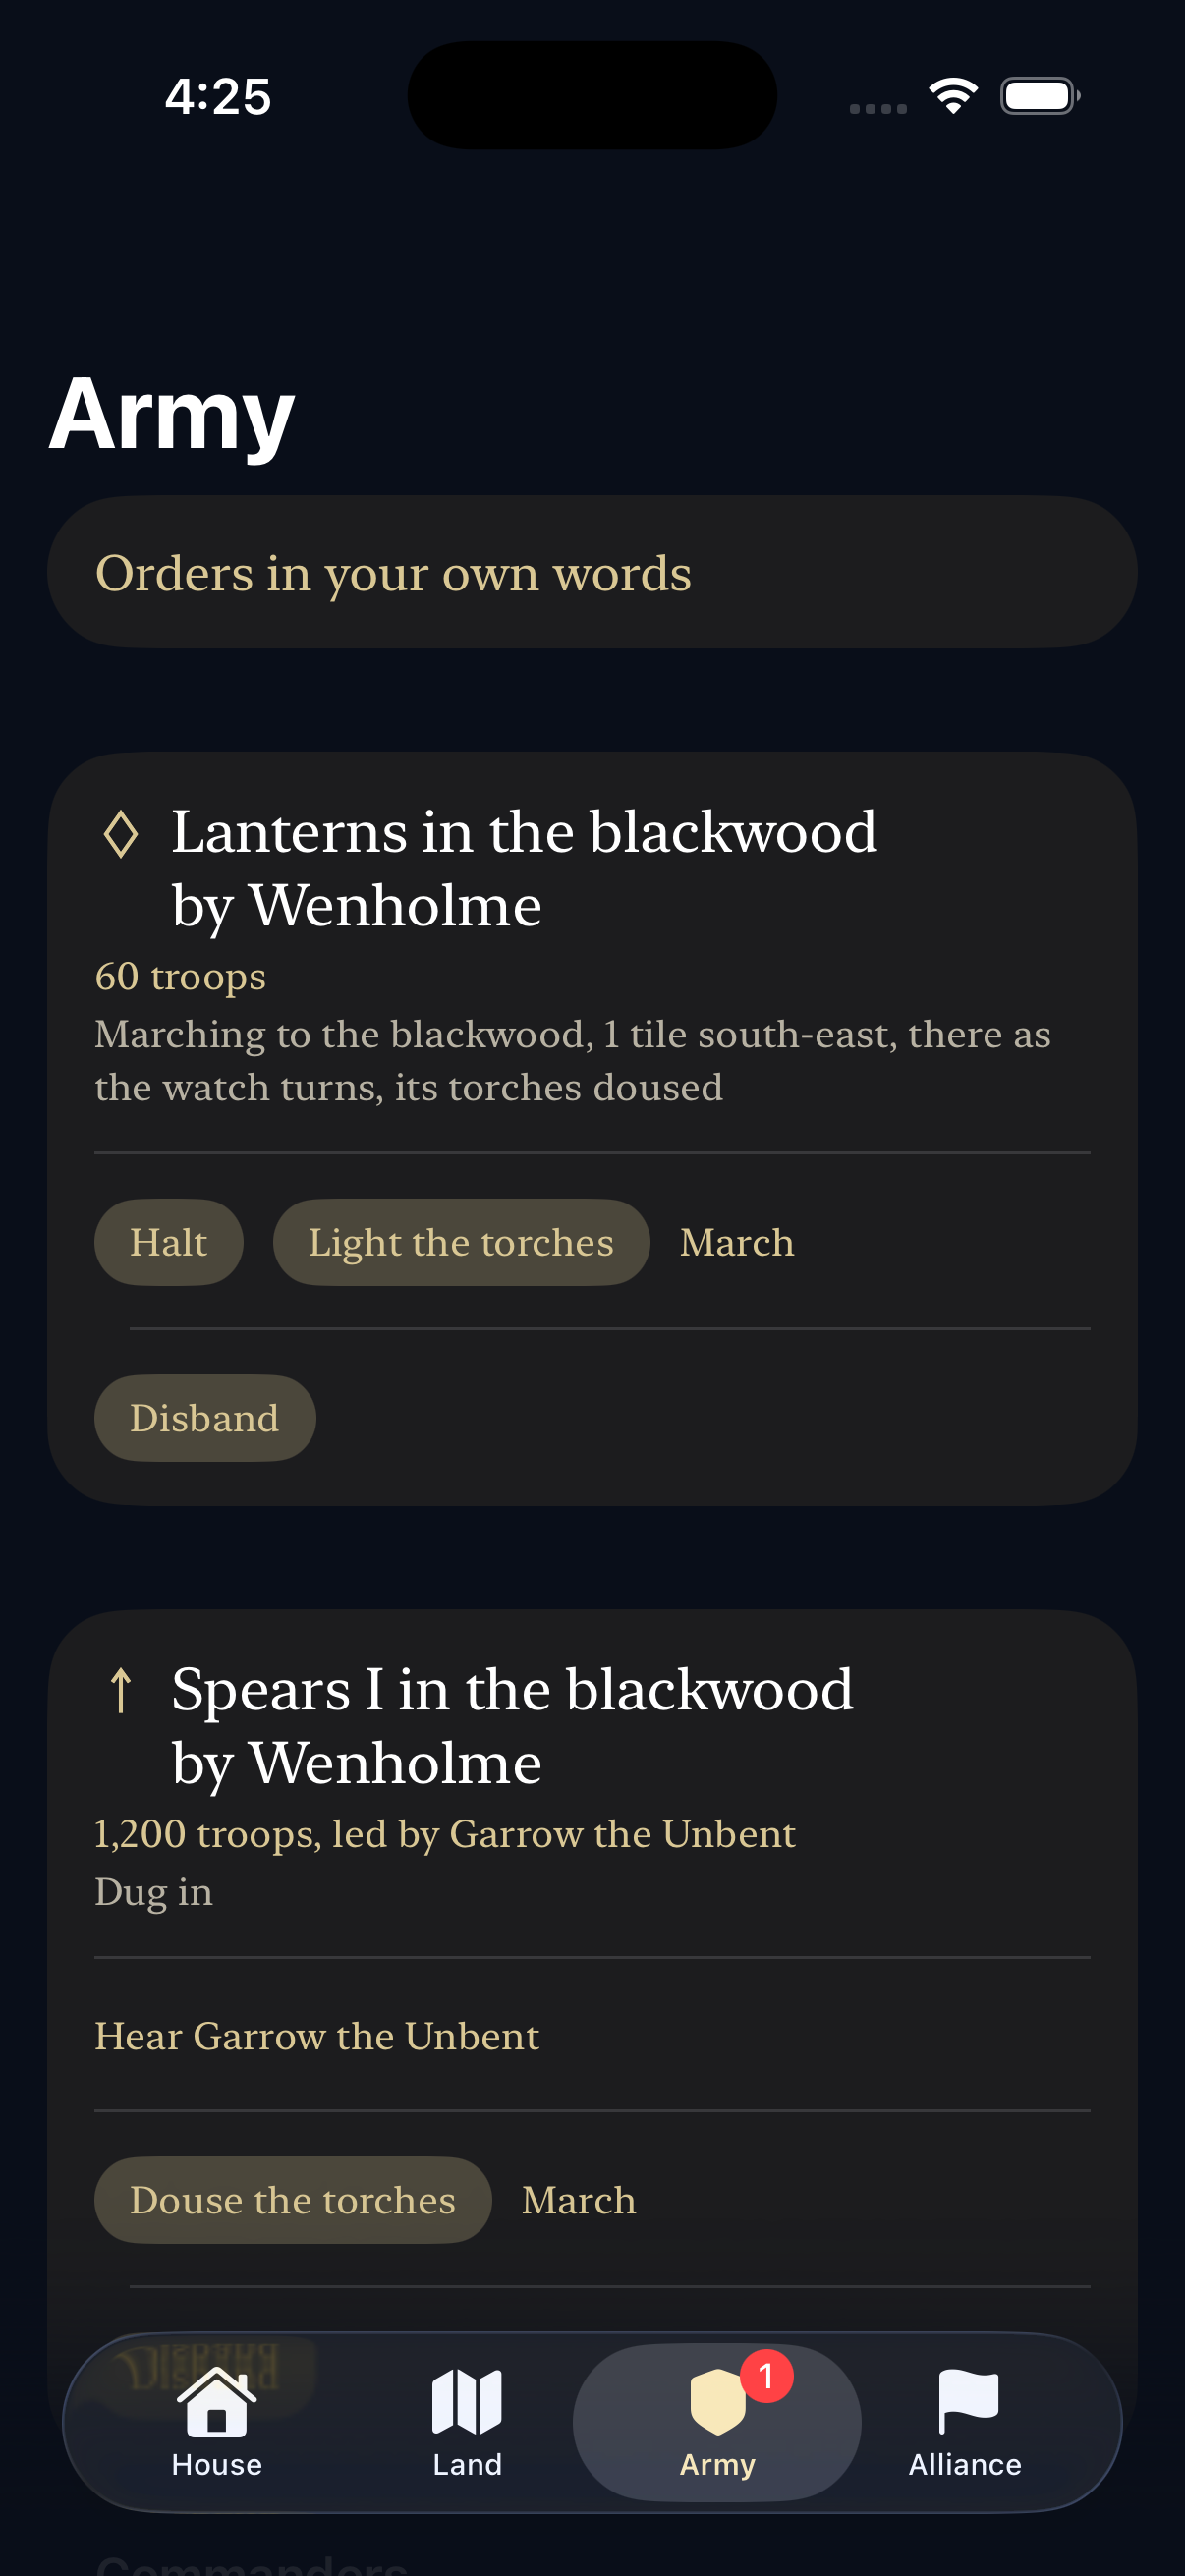 4:25
Army
Orders in your own words
Lanterns in the blackwood
by Wenholme
60 troops
Marching to the blackwood, 1 tile south-east, there as
the watch turns, its torches doused
Halt
Light the torches
March
Disband
Spears I in the blackwood
by Wenholme
1,200 troops, led by Garrow the Unbent
Dug in
Hear Garrow the Unbent
Douse the torches
March
Disband
1
House
Land
Army
Alliance
Commanders